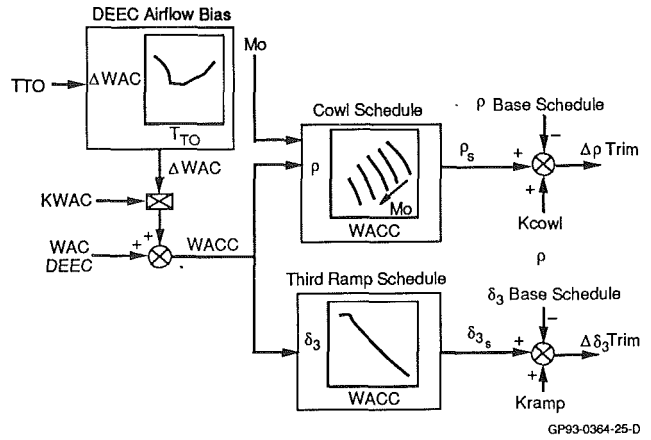 DEEC Airflow Bias
Mo
TTO
ΔWAC
T_TO
Cowl Schedule
ρ Base Schedule
ΔWAC
ρ
ρs
+
−
Δρ Trim
+
KWAC
Mo
WACC
Kcowl
+
WAC
DEEC
+
WACC
ρ
Third Ramp Schedule
δ3 Base Schedule
δ3
δ3s
+
−
Δδ3Trim
+
WACC
Kramp
GP93-0364-25-D